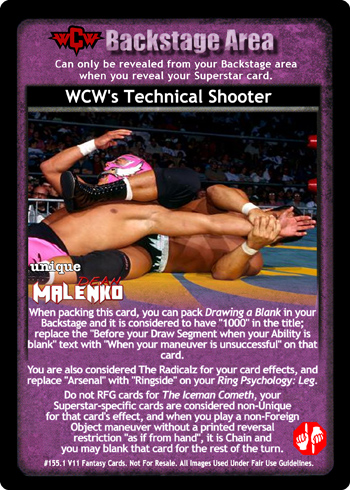 WCW Backstage Area
Can only be revealed from your Backstage area
when you reveal your Superstar card.
WCW's Technical Shooter
unique
DEAN
MALENKO
When packing this card, you can pack Drawing a Blank in your
Backstage and it is considered to have "1000" in the title;
replace the "Before your Draw Segment when your Ability is
blank" text with "When your maneuver is unsuccessful" on that
card.
You are also considered The Radicalz for your card effects, and
replace "Arsenal" with "Ringside" on your Ring Psychology: Leg.
Do not RFG cards for The Iceman Cometh, your
Superstar-specific cards are considered non-Unique
for that card's effect, and when you play a non-Foreign
Object maneuver without a printed reversal
restriction "as if from hand", it is Chain and
you may blank that card for the rest of the turn.
#155.1 V11 Fantasy Cards. Not For Resale. All Images Used Under Fair Use Guidelines.